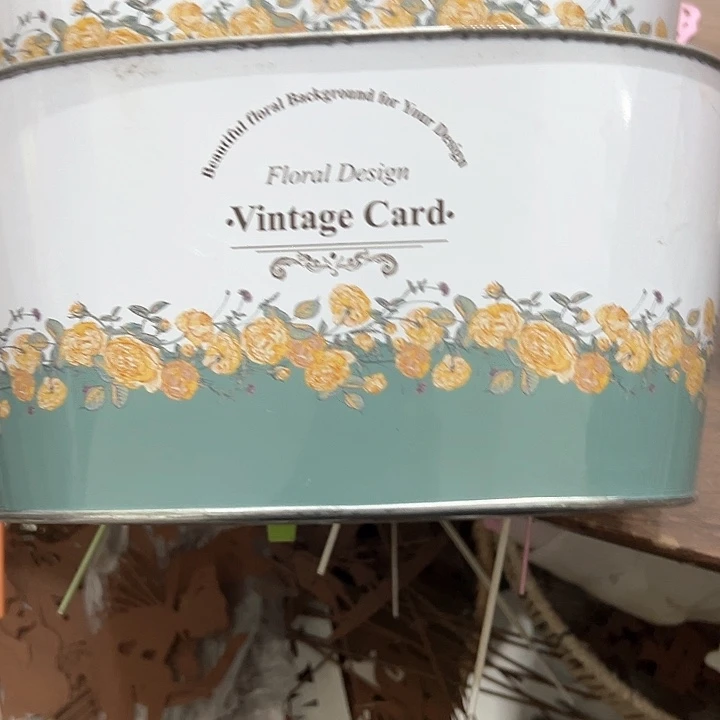 Beautiful floral Background for Your Design
Floral Design
·Vintage Card·